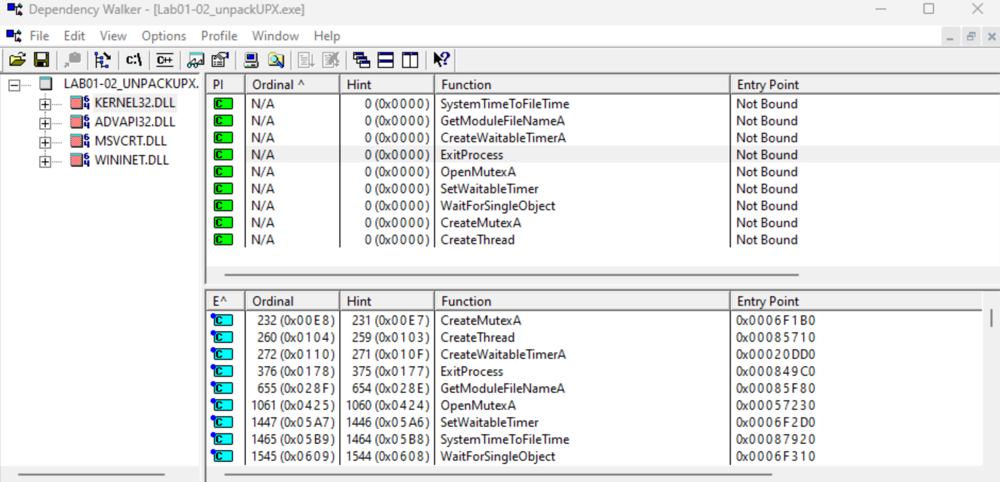 Dependency Walker - [Lab01-02_unpackUPX.exe]
File Edit View Options Profile Window Help
c:\ C++
LAB01-02_UNPACKUPX.
KERNEL32.DLL
ADVAPI32.DLL
MSVCRT.DLL
WININET.DLL
PI Ordinal ^ Hint Function Entry Point
C N/A 0 (0x0000) SystemTimeToFileTime Not Bound
C N/A 0 (0x0000) GetModuleFileNameA Not Bound
C N/A 0 (0x0000) CreateWaitableTimerA Not Bound
C N/A 0 (0x0000) ExitProcess Not Bound
C N/A 0 (0x0000) OpenMutexA Not Bound
C N/A 0 (0x0000) SetWaitableTimer Not Bound
C N/A 0 (0x0000) WaitForSingleObject Not Bound
C N/A 0 (0x0000) CreateMutexA Not Bound
C N/A 0 (0x0000) CreateThread Not Bound
E^ Ordinal Hint Function Entry Point
C 232 (0x00E8) 231 (0x00E7) CreateMutexA 0x0006F1B0
C 260 (0x0104) 259 (0x0103) CreateThread 0x00085710
C 272 (0x0110) 271 (0x010F) CreateWaitableTimerA 0x00020DD0
C 376 (0x0178) 375 (0x0177) ExitProcess 0x000849C0
C 655 (0x028F) 654 (0x028E) GetModuleFileNameA 0x00085F80
C 1061 (0x0425) 1060 (0x0424) OpenMutexA 0x00057230
C 1447 (0x05A7) 1446 (0x05A6) SetWaitableTimer 0x0006F2D0
C 1465 (0x05B9) 1464 (0x05B8) SystemTimeToFileTime 0x00087920
C 1545 (0x0609) 1544 (0x0608) WaitForSingleObject 0x0006F310